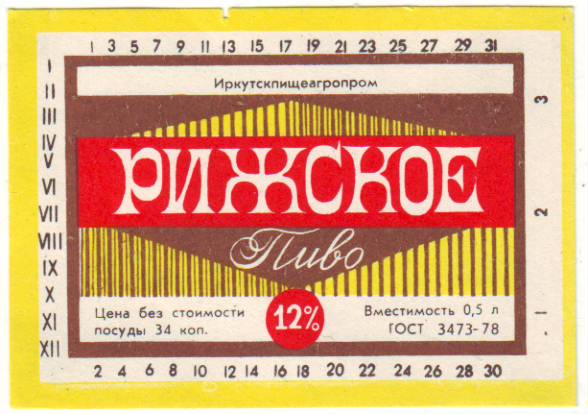 1 3 5 7 9 11 13 15 17 19 21 23 25 27 29 31
I
II
III
IV
V
VI
VII
VIII
IX
X
XI
XII
Иркутскпищеагропром
РИЖСКОЕ
Пиво
Цена без стоимости
посуды 34 коп.
12%
Вместимость 0,5 л
ГОСТ 3473-78
3
2
1
2 4 6 8 10 12 14 16 18 20 22 24 26 28 30